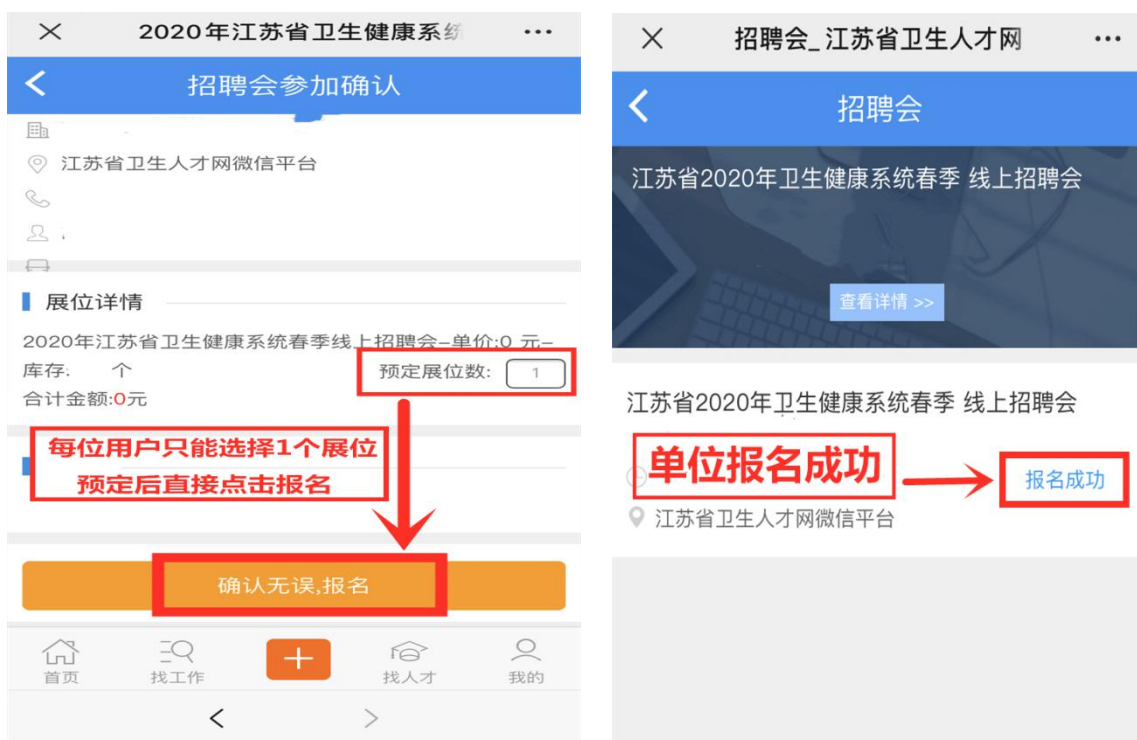 2020年江苏省卫生健康系统
招聘会参加确认
江苏省卫生人才网微信平台
展位详情
2020年江苏省卫生健康系统春季线上招聘会-单价:0 元-
库存: 个
预定展位数: 1
合计金额:0元
每位用户只能选择1个展位
预定后直接点击报名
确认无误,报名
首页
找工作
找人才
我的
招聘会_江苏省卫生人才网
招聘会
江苏省2020年卫生健康系统春季 线上招聘会
查看详情 >>
江苏省2020年卫生健康系统春季 线上招聘会
单位报名成功
报名成功
江苏省卫生人才网微信平台